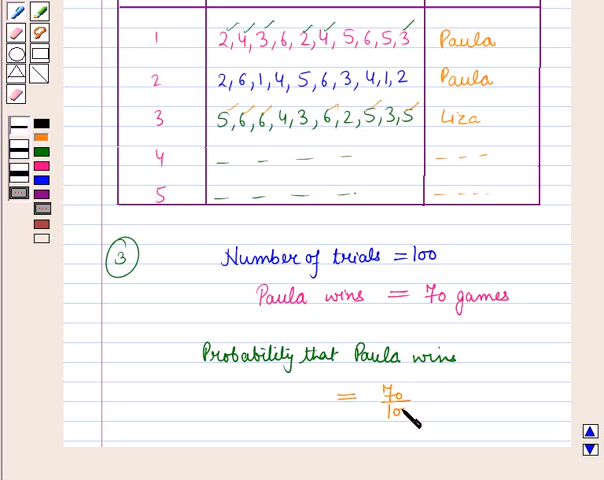 1 2,4,3,6,2,4,5,6,5,3 Paula
2 2,6,1,4,5,6,3,4,1,2 Paula
3 5,6,6,4,3,6,2,5,3,5 Liza
4 - - - - - - -
5 - - - - - - - -
3 Number of trials = 100
Paula wins = 70 games
Probability that Paula wins
= 70/10